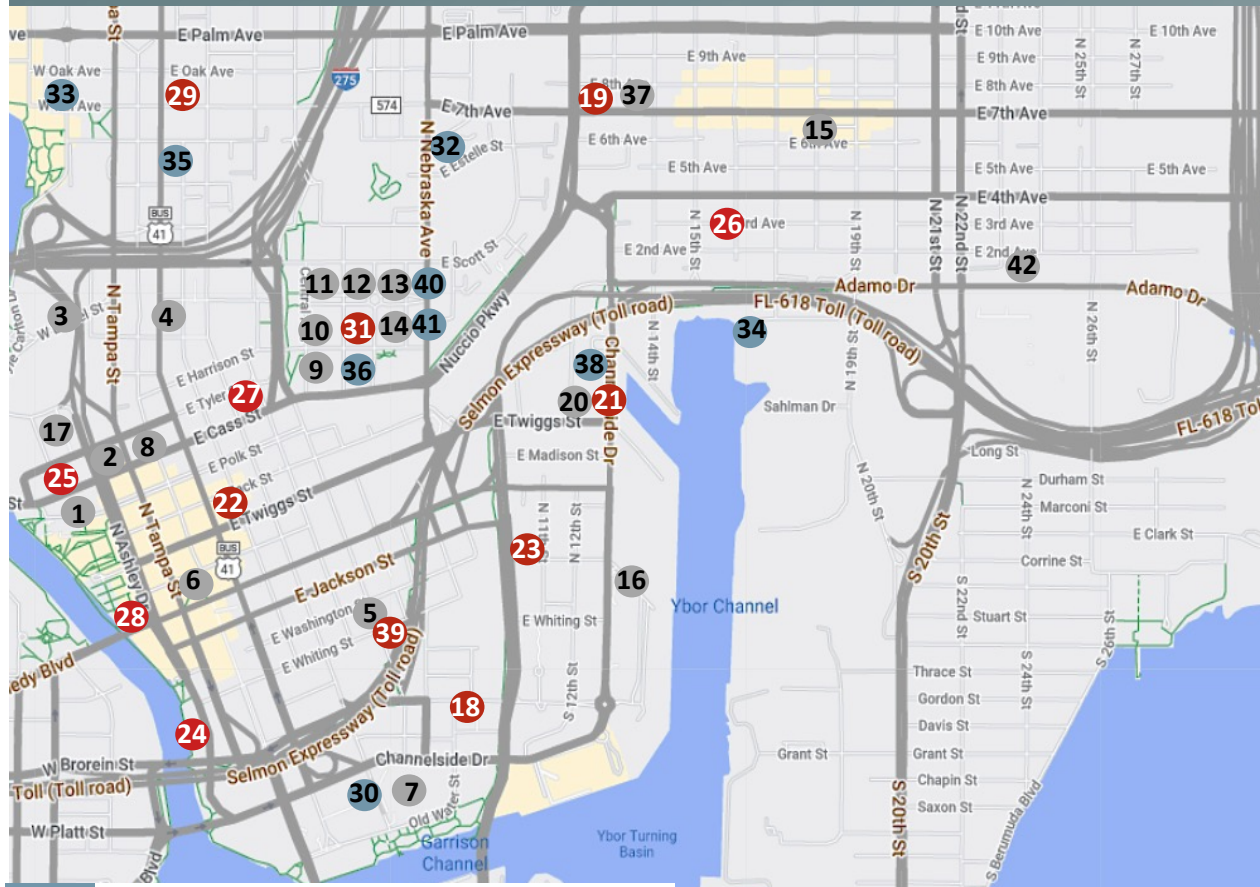 E Palm Ave
E Palm Ave
E 10th Ave
E 10th Ave
N 25th St
N 27th St
E 9th Ave
E 9th Ave
W Oak Ave
E Oak Ave
275
E 8th Ave
33
29
19
37
574
E 7th Ave
E 7th Ave
15
E 6th Ave
E 6th Ave
32
E Estelle St
35
N Nebraska Ave
E 5th Ave
E 5th Ave
E 5th Ave
E 4th Ave
BUS
41
N 15th St
26
N 19th St
N 21st St
N 22nd St
E 3rd Ave
E 2nd Ave
E 2nd Ave
42
E Scott St
11
12
13
40
Adamo Dr
Adamo Dr
FL-618 Toll (Toll road)
3
4
N Tampa St
10
31
14
41
Nuccio Pkwy
Selmon Expressway (Toll road)
N 14th St
34
N 26th St
E Harrison St
9
36
38
27
E Tyler
E Cass St
20
21
E Twiggs St
Sahlman Dr
17
2
8
E Polk St
E Madison St
Long St
25
N 20th St
Durham St
1
22
E Twiggs St
N 12th St
N 24th St
Marconi St
E Clark St
N Ashley Dr
N Tampa St
BUS
41
23
Corrine St
S 20th St
6
E Jackson St
16
Ybor Channel
S 22nd St
28
E Washington
5
39
E Whiting St
E Whiting St
Stuart St
S 24th St
S 26th St
Thrace St
Gordon St
18
S 12th St
Davis St
24
W Brorein St
Selmon Expressway (Toll road)
Channelside Dr
Grant St
Grant St
Toll (Toll road)
30
7
Old Water St
Chapin St
Saxon St
S 20th St
S Bermuda Blvd
W Platt St
Garrison
Channel
Ybor Turning
Basin
Blvd